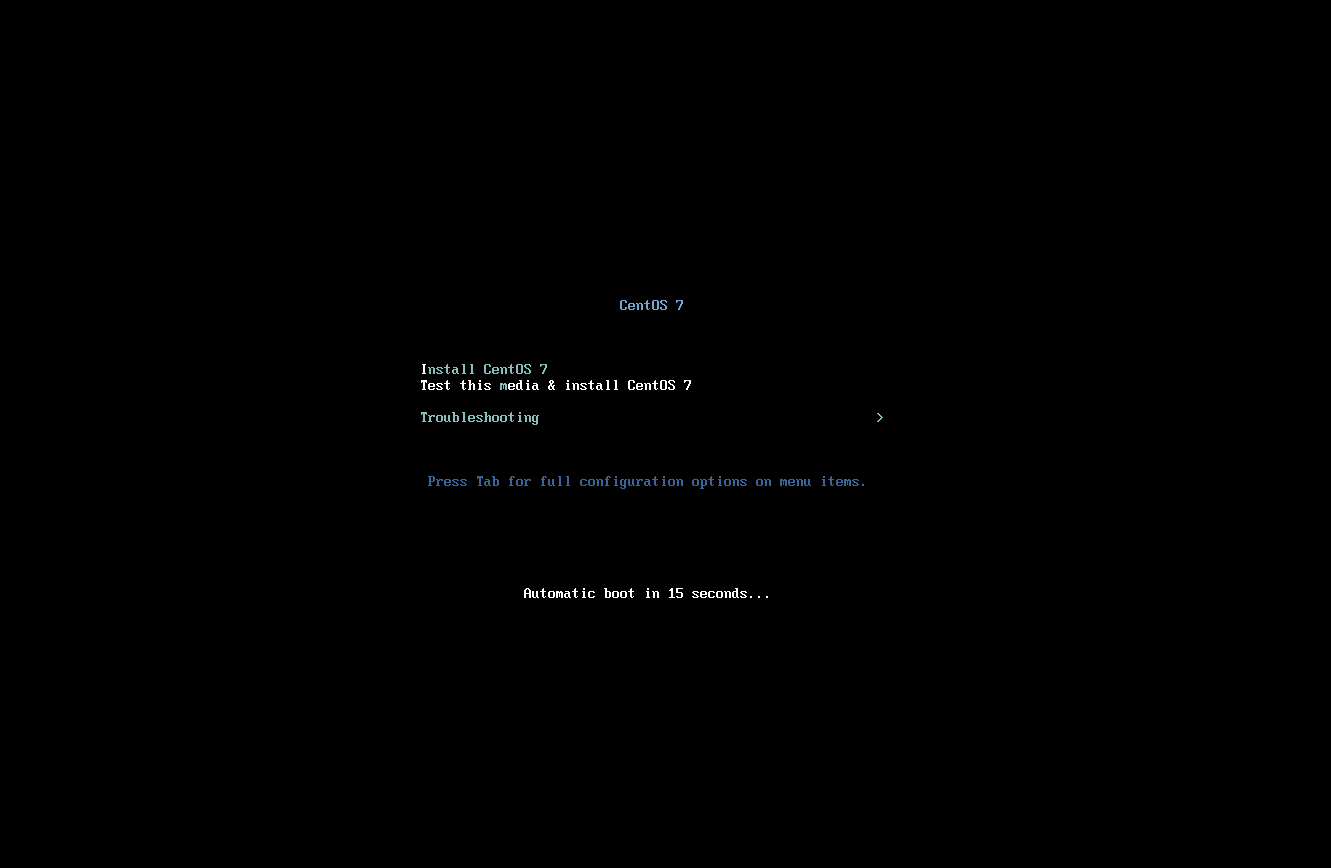 CentOS 7
Install CentOS 7
Test this media & install CentOS 7
Troubleshooting >
Press Tab for full configuration options on menu items.
Automatic boot in 15 seconds...